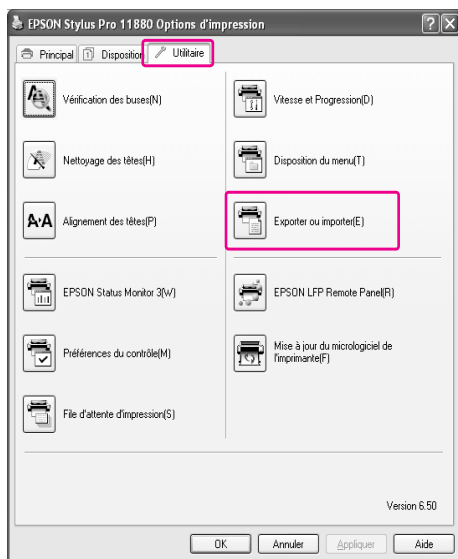 EPSON Stylus Pro 11880 Options d'impression
Principal
Disposition
Utilitaire
Vérification des buses(N)
Vitesse et Progression(D)
Nettoyage des têtes(H)
Disposition du menu(T)
Alignement des têtes(P)
Exporter ou importer(E)
EPSON Status Monitor 3(W)
EPSON LFP Remote Panel(R)
Préférences du contrôle(M)
Mise à jour du micrologiciel de
l'imprimante(F)
File d'attente d'impression(S)
Version 6.50
OK
Annuler
Appliquer
Aide